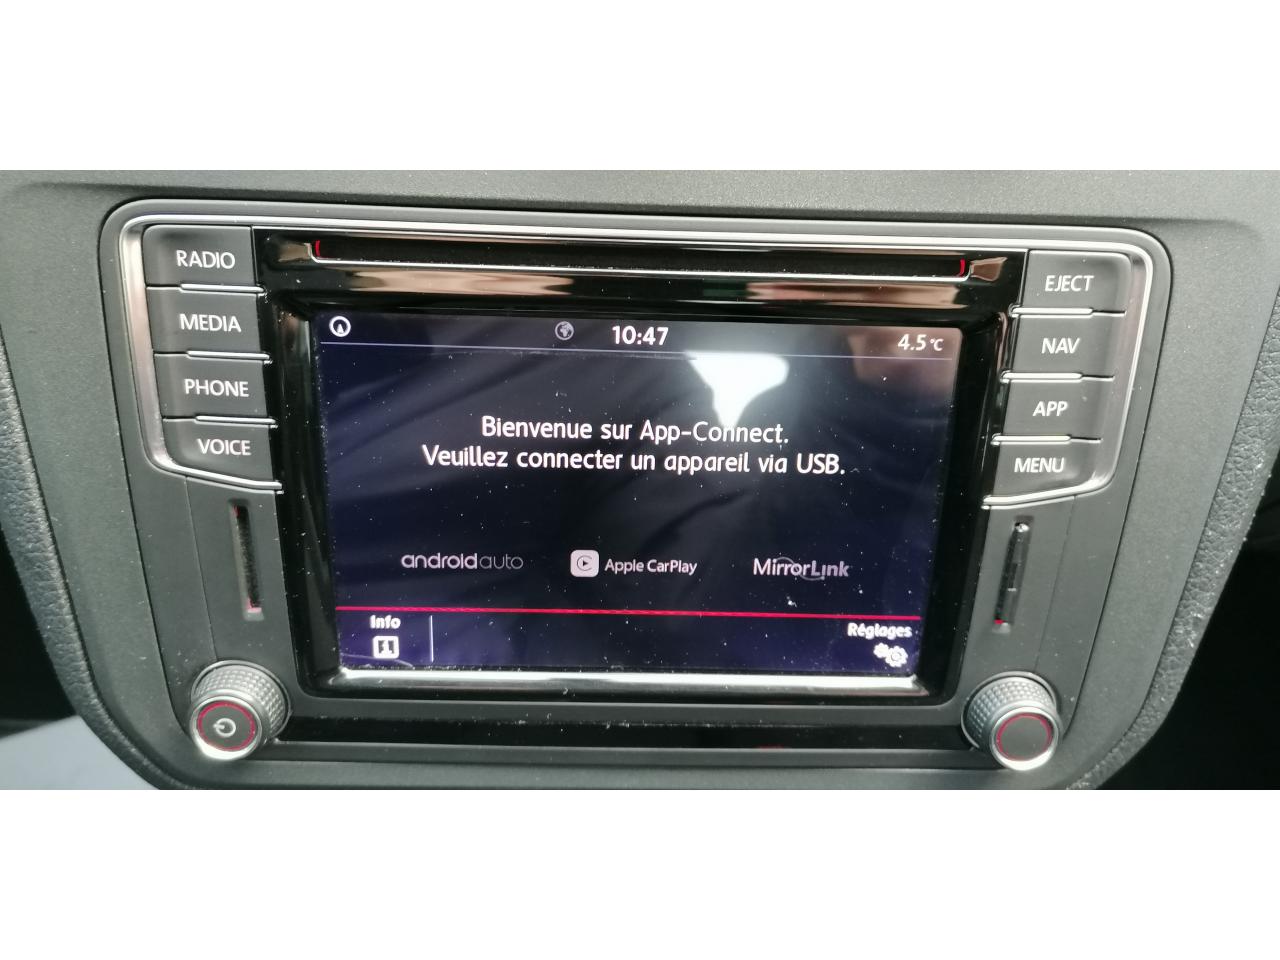 RADIO
MEDIA
PHONE
VOICE
EJECT
NAV
APP
MENU
10:47
4.5°C
Bienvenue sur App-Connect.
Veuillez connecter un appareil via USB.
androidauto
Apple CarPlay
MirrorLink
Info
Réglages